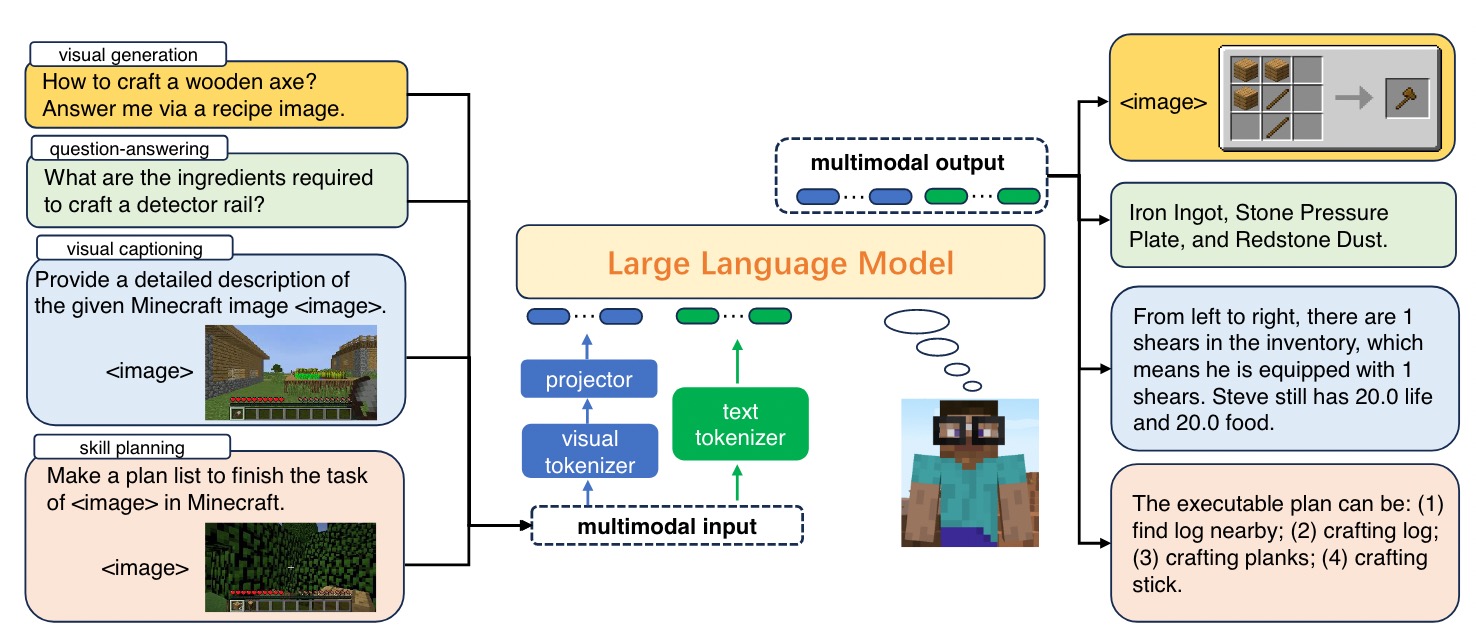 visual generation
How to craft a wooden axe?
Answer me via a recipe image.
question-answering
What are the ingredients required
to craft a detector rail?
visual captioning
Provide a detailed description of
the given Minecraft image <image>.
<image>
skill planning
Make a plan list to finish the task
of <image> in Minecraft.
<image>
multimodal output
...
...
Large Language Model
...
...
projector
visual
tokenizer
text
tokenizer
multimodal input
<image>
Iron Ingot, Stone Pressure
Plate, and Redstone Dust.
From left to right, there are 1
shears in the inventory, which
means he is equipped with 1
shears. Steve still has 20.0 life
and 20.0 food.
The executable plan can be: (1)
find log nearby; (2) crafting log;
(3) crafting planks; (4) crafting
stick.